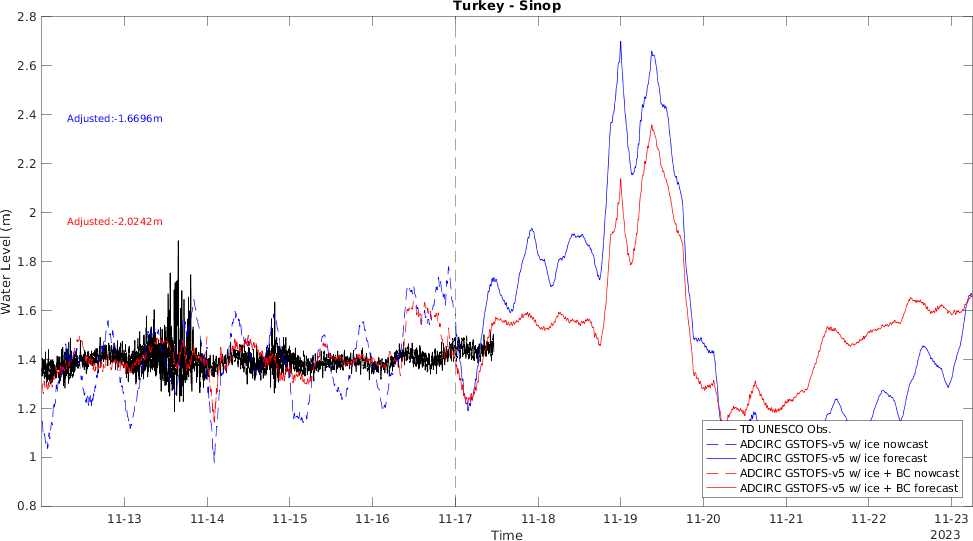 Turkey - Sinop
2.8
2.6
2.4
2.2
2
1.8
1.6
1.4
1.2
1
0.8
Water Level (m)
Adjusted:-1.6696m
Adjusted:-2.0242m
TD UNESCO Obs.
ADCIRC GSTOFS-v5 w/ ice nowcast
ADCIRC GSTOFS-v5 w/ ice forecast
ADCIRC GSTOFS-v5 w/ ice + BC nowcast
ADCIRC GSTOFS-v5 w/ ice + BC forecast
11-13 11-14 11-15 11-16 11-17 11-18 11-19 11-20 11-21 11-22 11-23
Time
2023